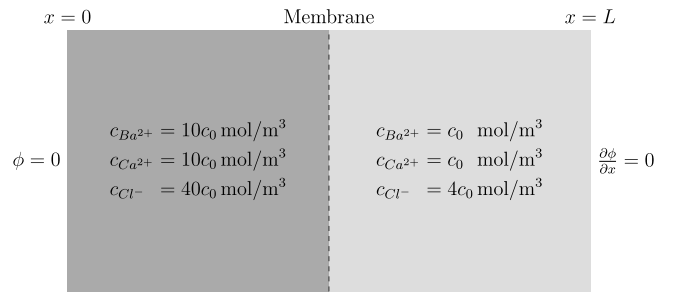 x = 0 Membrane x = L
c_{Ba^{2+}} = 10c_0 mol/m^3
c_{Ca^{2+}} = 10c_0 mol/m^3
c_{Cl^-} = 40c_0 mol/m^3
c_{Ba^{2+}} = c_0 mol/m^3
c_{Ca^{2+}} = c_0 mol/m^3
c_{Cl^-} = 4c_0 mol/m^3
ϕ = 0
∂ϕ/∂x = 0